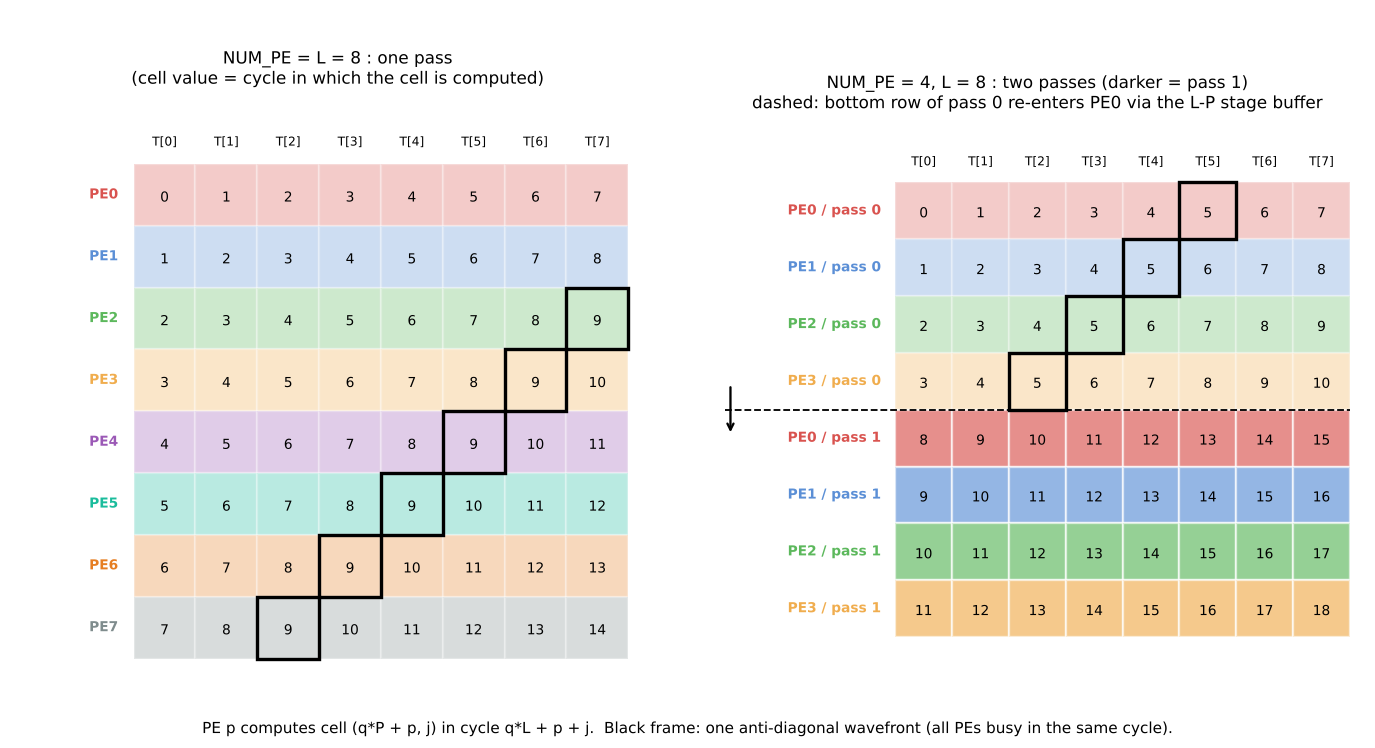 NUM_PE = L = 8 : one pass
(cell value = cycle in which the cell is computed)
T[0] T[1] T[2] T[3] T[4] T[5] T[6] T[7]
PE0 0 1 2 3 4 5 6 7
PE1 1 2 3 4 5 6 7 8
PE2 2 3 4 5 6 7 8 9
PE3 3 4 5 6 7 8 9 10
PE4 4 5 6 7 8 9 10 11
PE5 5 6 7 8 9 10 11 12
PE6 6 7 8 9 10 11 12 13
PE7 7 8 9 10 11 12 13 14
NUM_PE = 4, L = 8 : two passes (darker = pass 1)
dashed: bottom row of pass 0 re-enters PE0 via the L-P stage buffer
T[0] T[1] T[2] T[3] T[4] T[5] T[6] T[7]
PE0 / pass 0 0 1 2 3 4 5 6 7
PE1 / pass 0 1 2 3 4 5 6 7 8
PE2 / pass 0 2 3 4 5 6 7 8 9
PE3 / pass 0 3 4 5 6 7 8 9 10
PE0 / pass 1 8 9 10 11 12 13 14 15
PE1 / pass 1 9 10 11 12 13 14 15 16
PE2 / pass 1 10 11 12 13 14 15 16 17
PE3 / pass 1 11 12 13 14 15 16 17 18
PE p computes cell (q*P + p, j) in cycle q*L + p + j.  Black frame: one anti-diagonal wavefront (all PEs busy in the same cycle).